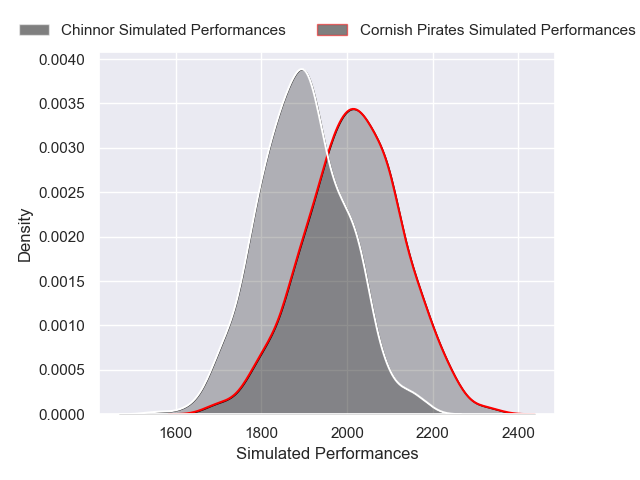 Chinnor Simulated Performances
Cornish Pirates Simulated Performances
0.0040
0.0035
0.0030
0.0025
0.0020
0.0015
0.0010
0.0005
0.0000
Density
1600 1800 2000 2200 2400
Simulated Performances